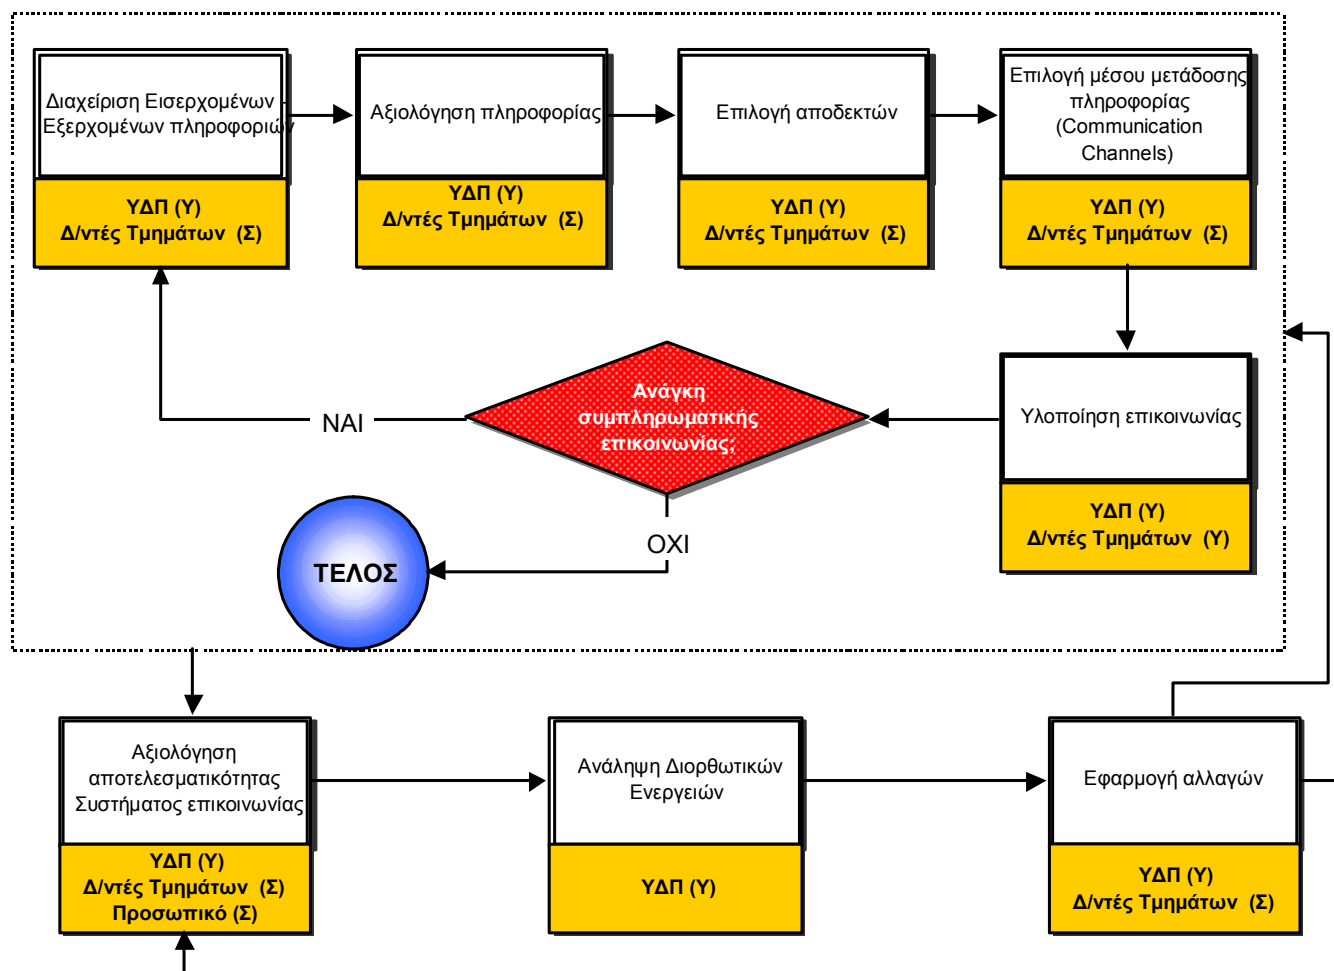 Διαχείριση Εισερχομένων -
Εξερχομένων πληροφοριών
ΥΔΠ (Υ)
Δ/ντές Τμημάτων (Σ)
Αξιολόγηση πληροφορίας
ΥΔΠ (Υ)
Δ/ντές Τμημάτων (Σ)
Επιλογή αποδεκτών
ΥΔΠ (Υ)
Δ/ντές Τμημάτων (Σ)
Επιλογή μέσου μετάδοσης
πληροφορίας
(Communication
Channels)
ΥΔΠ (Υ)
Δ/ντές Τμημάτων (Σ)
ΝΑΙ
Ανάγκη
συμπληρωματικής
επικοινωνίας;
Υλοποίηση επικοινωνίας
ΥΔΠ (Υ)
Δ/ντές Τμημάτων (Υ)
ΟΧΙ
ΤΕΛΟΣ
Αξιολόγηση
αποτελεσματικότητας
Συστήματος επικοινωνίας
ΥΔΠ (Υ)
Δ/ντές Τμημάτων (Σ)
Προσωπικό (Σ)
Ανάληψη Διορθωτικών
Ενεργειών
ΥΔΠ (Υ)
Εφαρμογή αλλαγών
ΥΔΠ (Υ)
Δ/ντές Τμημάτων (Σ)